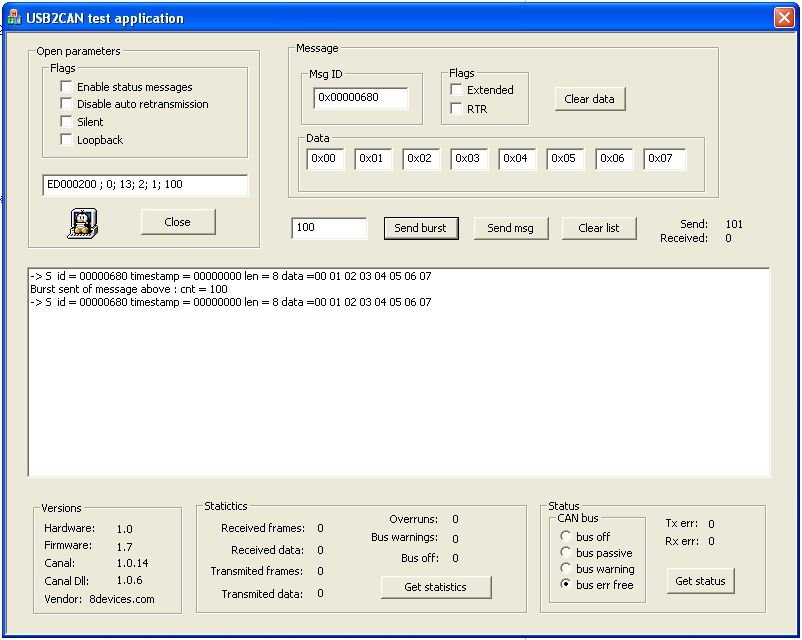 USB2CAN test application
Open parameters
Flags
Enable status messages
Disable auto retransmission
Silent
Loopback
ED000200 ; 0; 13; 2; 1; 100
Close
Message
Msg ID
0x00000680
Flags
Extended
RTR
Clear data
Data
0x00 0x01 0x02 0x03 0x04 0x05 0x06 0x07
100
Send burst
Send msg
Clear list
Send: 101
Received: 0
-> S id = 00000680 timestamp = 00000000 len = 8 data =00 01 02 03 04 05 06 07
Burst sent of message above : cnt = 100
-> S id = 00000680 timestamp = 00000000 len = 8 data =00 01 02 03 04 05 06 07
Versions
Hardware: 1.0
Firmware: 1.7
Canal: 1.0.14
Canal Dll: 1.0.6
Vendor: 8devices.com
Statictics
Received frames: 0
Received data: 0
Transmited frames: 0
Transmited data: 0
Overruns: 0
Bus warnings: 0
Bus off: 0
Get statistics
Status
CAN bus
bus off
bus passive
bus warning
bus err free
Tx err: 0
Rx err: 0
Get status